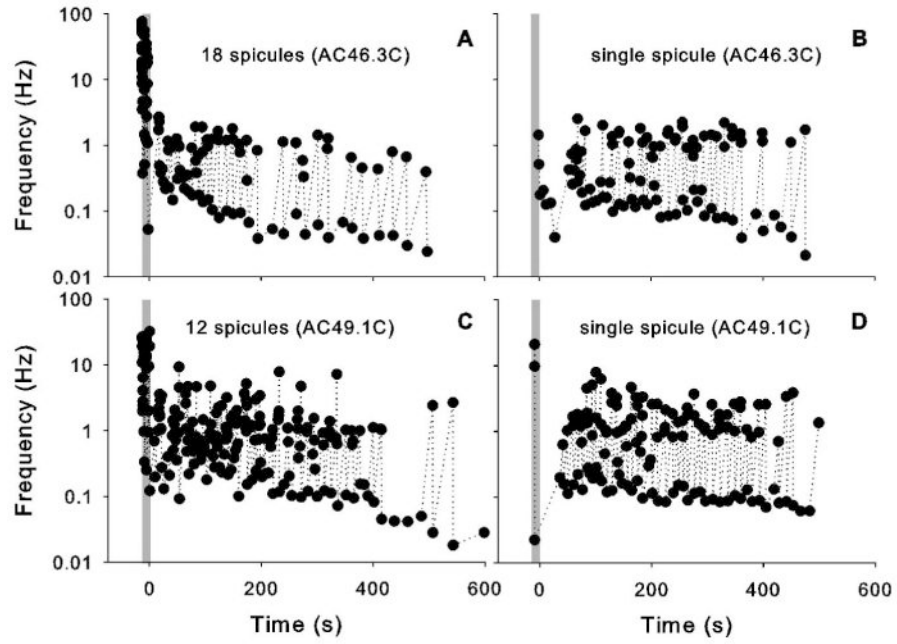 100
10
1
0.1
0.01
Frequency (Hz)
18 spicules (AC46.3C)
A
single spicule (AC46.3C)
B
100
10
1
0.1
0.01
Frequency (Hz)
12 spicules (AC49.1C)
C
single spicule (AC49.1C)
D
0 200 400 600
0 200 400 600
Time (s)
Time (s)